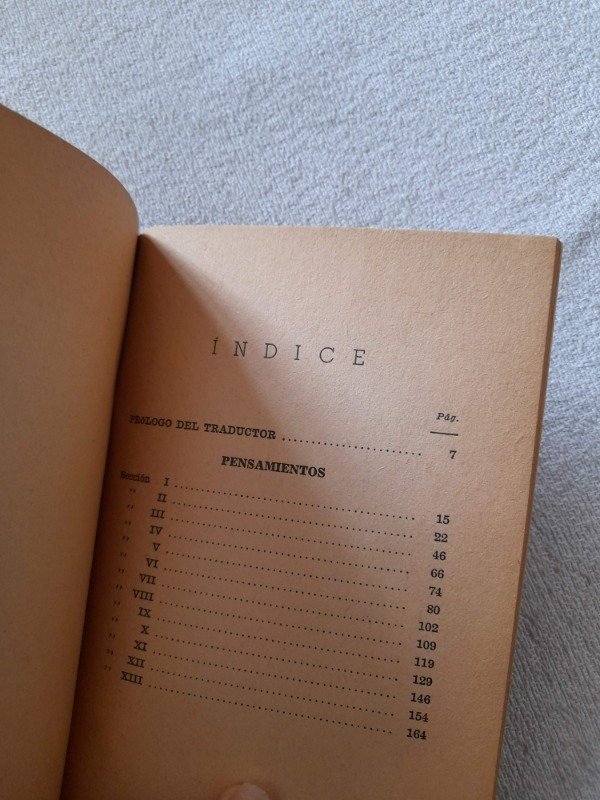 ÍNDICE
Pág.
PRÓLOGO DEL TRADUCTOR .......................... 7
PENSAMIENTOS
Sección I .......................... 15
" II .......................... 22
" III .......................... 46
" IV .......................... 66
" V .......................... 74
" VI .......................... 80
" VII .......................... 102
" VIII .......................... 109
" IX .......................... 119
" X .......................... 129
" XI .......................... 146
" XII .......................... 154
" XIII .......................... 164